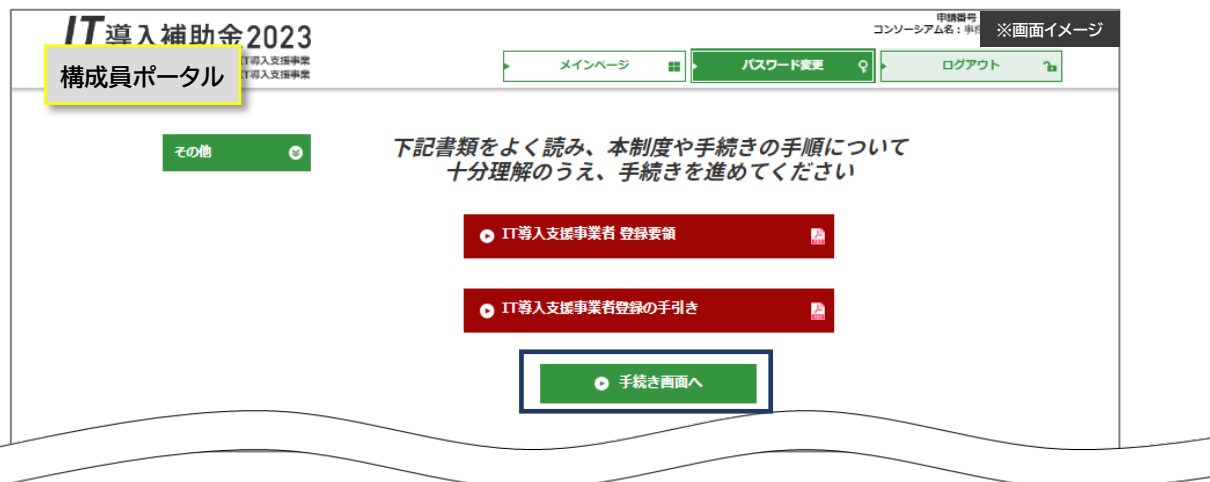 IT導入補助金2023
IT導入支援事業
IT導入支援事業
構成員ポータル
申請番号
コンソーシアム名:事務
※画面イメージ
メインページ
パスワード変更
ログアウト
その他
下記書類をよく読み、本制度や手続きの手順について
十分理解のうえ、手続きを進めてください
IT導入支援事業者 登録要領
IT導入支援事業者登録の手引き
手続き画面へ